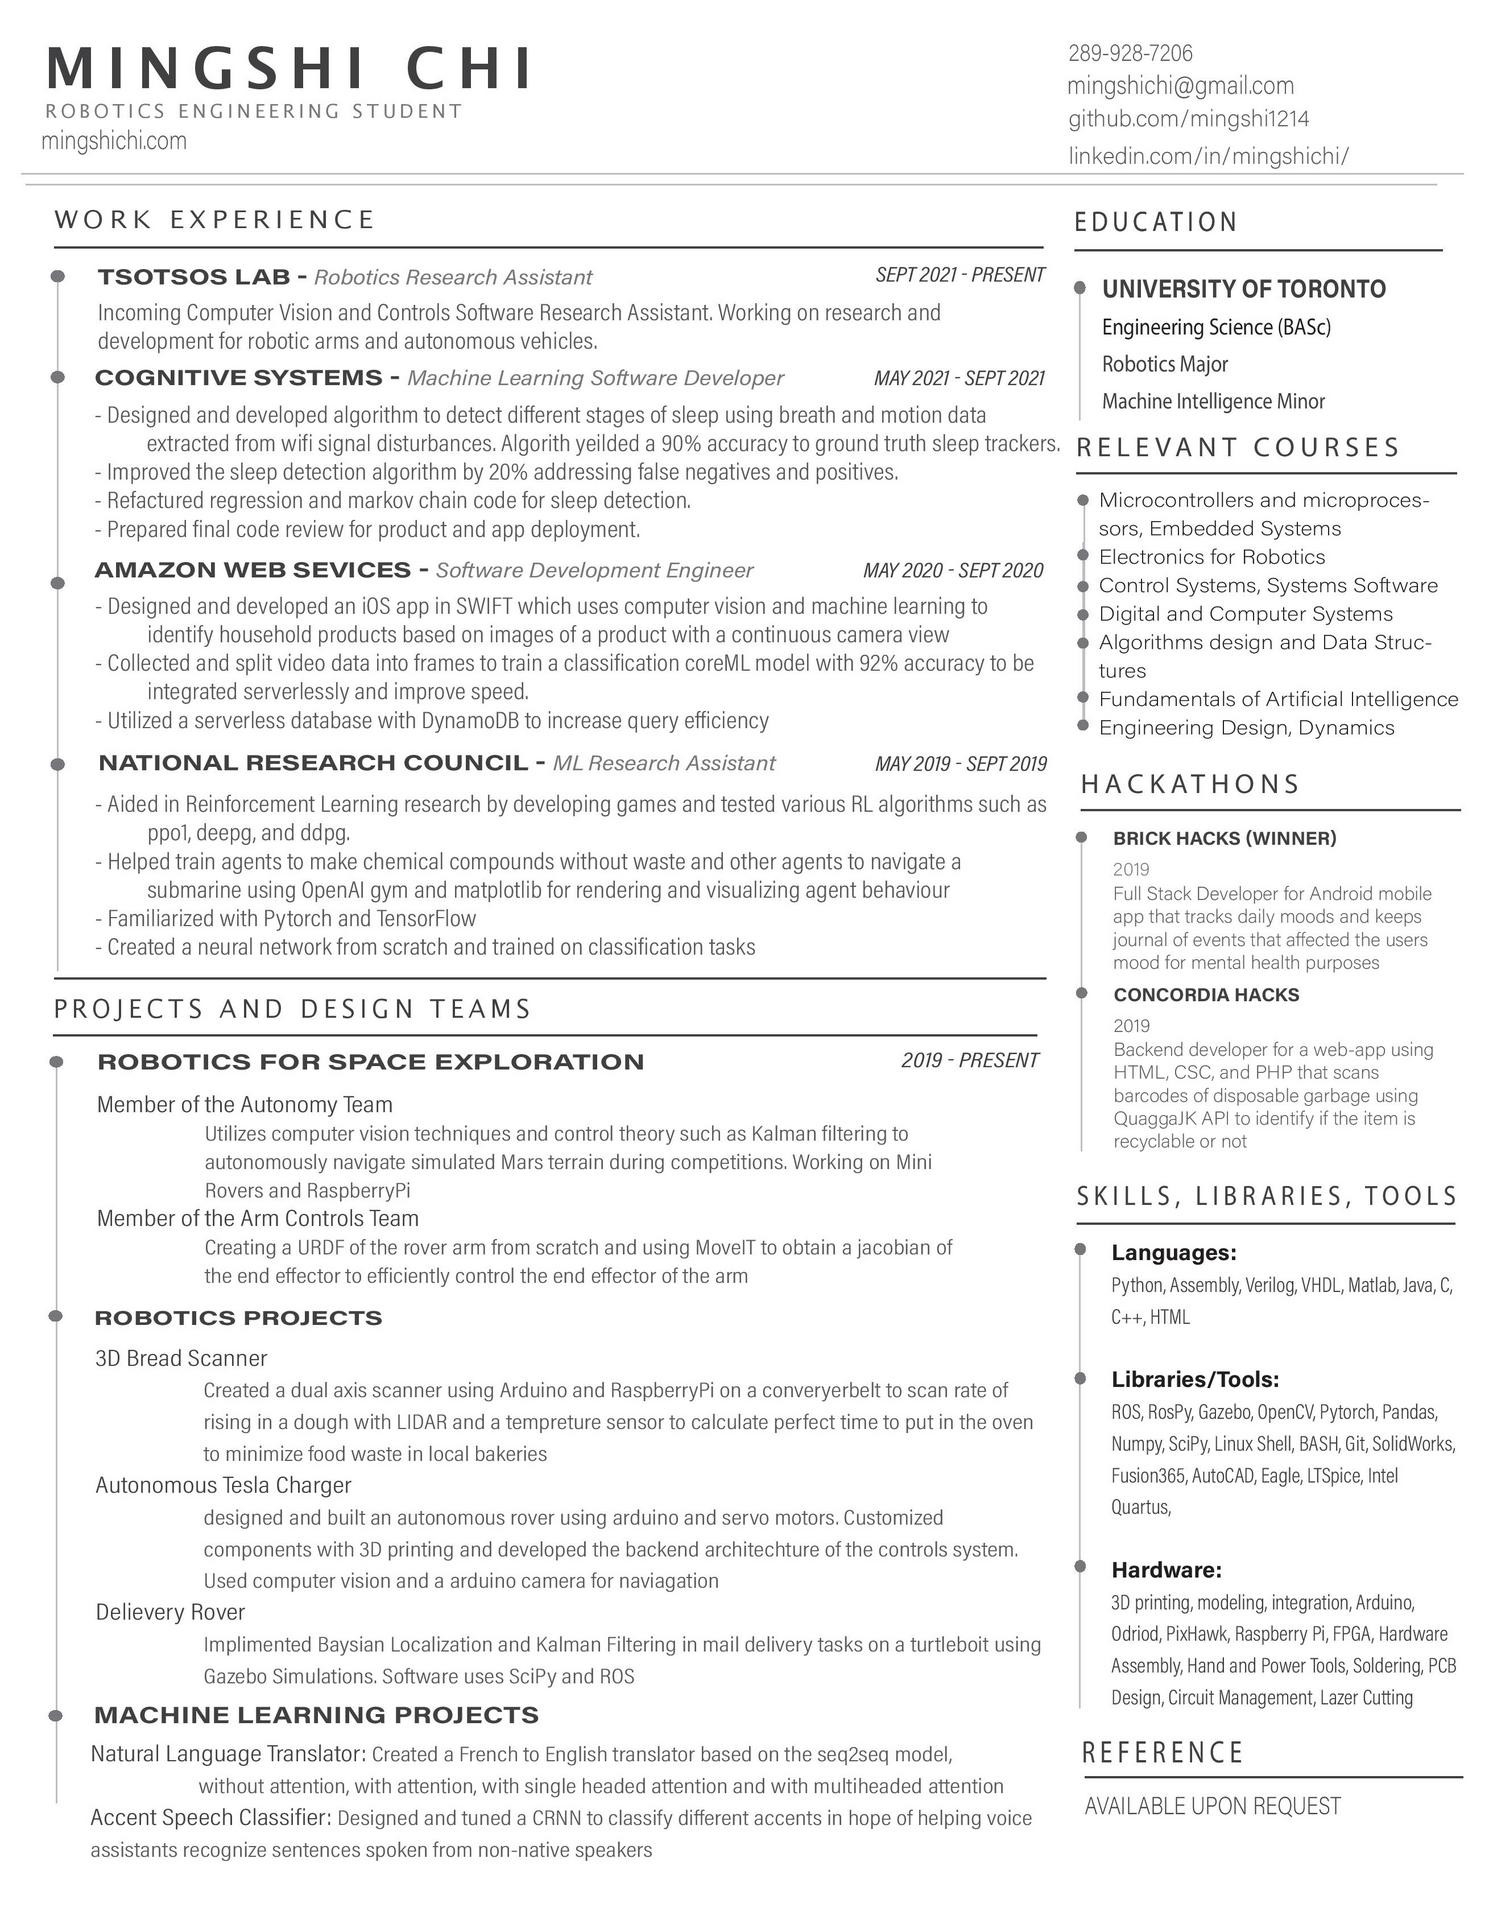 MINGSHI CHI
ROBOTICS ENGINEERING STUDENT
mingshichi.com
289-928-7206
mingshichi@gmail.com
github.com/mingshi1214
linkedin.com/in/mingshichi/
WORK EXPERIENCE
TSOTSOS LAB - Robotics Research Assistant SEPT 2021 - PRESENT
Incoming Computer Vision and Controls Software Research Assistant. Working on research and
development for robotic arms and autonomous vehicles.
COGNITIVE SYSTEMS - Machine Learning Software Developer MAY 2021 - SEPT 2021
- Designed and developed algorithm to detect different stages of sleep using breath and motion data
extracted from wifi signal disturbances. Algorith yeilded a 90% accuracy to ground truth sleep trackers.
- Improved the sleep detection algorithm by 20% addressing false negatives and positives.
- Refactured regression and markov chain code for sleep detection.
- Prepared final code review for product and app deployment.
AMAZON WEB SEVICES - Software Development Engineer MAY 2020 - SEPT 2020
- Designed and developed an iOS app in SWIFT which uses computer vision and machine learning to
identify household products based on images of a product with a continuous camera view
- Collected and split video data into frames to train a classification coreML model with 92% accuracy to be
integrated serverlessly and improve speed.
- Utilized a serverless database with DynamoDB to increase query efficiency
NATIONAL RESEARCH COUNCIL - ML Research Assistant MAY 2019 - SEPT 2019
- Aided in Reinforcement Learning research by developing games and tested various RL algorithms such as
ppo1, deepg, and ddpg.
- Helped train agents to make chemical compounds without waste and other agents to navigate a
submarine using OpenAI gym and matplotlib for rendering and visualizing agent behaviour
- Familiarized with Pytorch and TensorFlow
- Created a neural network from scratch and trained on classification tasks
PROJECTS AND DESIGN TEAMS
ROBOTICS FOR SPACE EXPLORATION 2019 - PRESENT
Member of the Autonomy Team
Utilizes computer vision techniques and control theory such as Kalman filtering to
autonomously navigate simulated Mars terrain during competitions. Working on Mini
Rovers and RaspberryPi
Member of the Arm Controls Team
Creating a URDF of the rover arm from scratch and using MoveIT to obtain a jacobian of
the end effector to efficiently control the end effector of the arm
ROBOTICS PROJECTS
3D Bread Scanner
Created a dual axis scanner using Arduino and RaspberryPi on a converyerbelt to scan rate of
rising in a dough with LIDAR and a tempreture sensor to calculate perfect time to put in the oven
to minimize food waste in local bakeries
Autonomous Tesla Charger
designed and built an autonomous rover using arduino and servo motors. Customized
components with 3D printing and developed the backend architechture of the controls system.
Used computer vision and a arduino camera for naviagation
Delievery Rover
Implimented Baysian Localization and Kalman Filtering in mail delivery tasks on a turtleboit using
Gazebo Simulations. Software uses SciPy and ROS
MACHINE LEARNING PROJECTS
Natural Language Translator: Created a French to English translator based on the seq2seq model,
without attention, with attention, with single headed attention and with multiheaded attention
Accent Speech Classifier: Designed and tuned a CRNN to classify different accents in hope of helping voice
assistants recognize sentences spoken from non-native speakers
EDUCATION
UNIVERSITY OF TORONTO
Engineering Science (BASc)
Robotics Major
Machine Intelligence Minor
RELEVANT COURSES
Microcontrollers and microproces-
sors, Embedded Systems
Electronics for Robotics
Control Systems, Systems Software
Digital and Computer Systems
Algorithms design and Data Struc-
tures
Fundamentals of Artificial Intelligence
Engineering Design, Dynamics
HACKATHONS
BRICK HACKS (WINNER)
2019
Full Stack Developer for Android mobile
app that tracks daily moods and keeps
journal of events that affected the users
mood for mental health purposes
CONCORDIA HACKS
2019
Backend developer for a web-app using
HTML, CSC, and PHP that scans
barcodes of disposable garbage using
QuaggaJK API to identify if the item is
recyclable or not
SKILLS, LIBRARIES, TOOLS
Languages:
Python, Assembly, Verilog, VHDL, Matlab, Java, C,
C++, HTML
Libraries/Tools:
ROS, RosPy, Gazebo, OpenCV, Pytorch, Pandas,
Numpy, SciPy, Linux Shell, BASH, Git, SolidWorks,
Fusion365, AutoCAD, Eagle, LTSpice, Intel
Quartus,
Hardware:
3D printing, modeling, integration, Arduino,
Odriod, PixHawk, Raspberry Pi, FPGA, Hardware
Assembly, Hand and Power Tools, Soldering, PCB
Design, Circuit Management, Lazer Cutting
REFERENCE
AVAILABLE UPON REQUEST